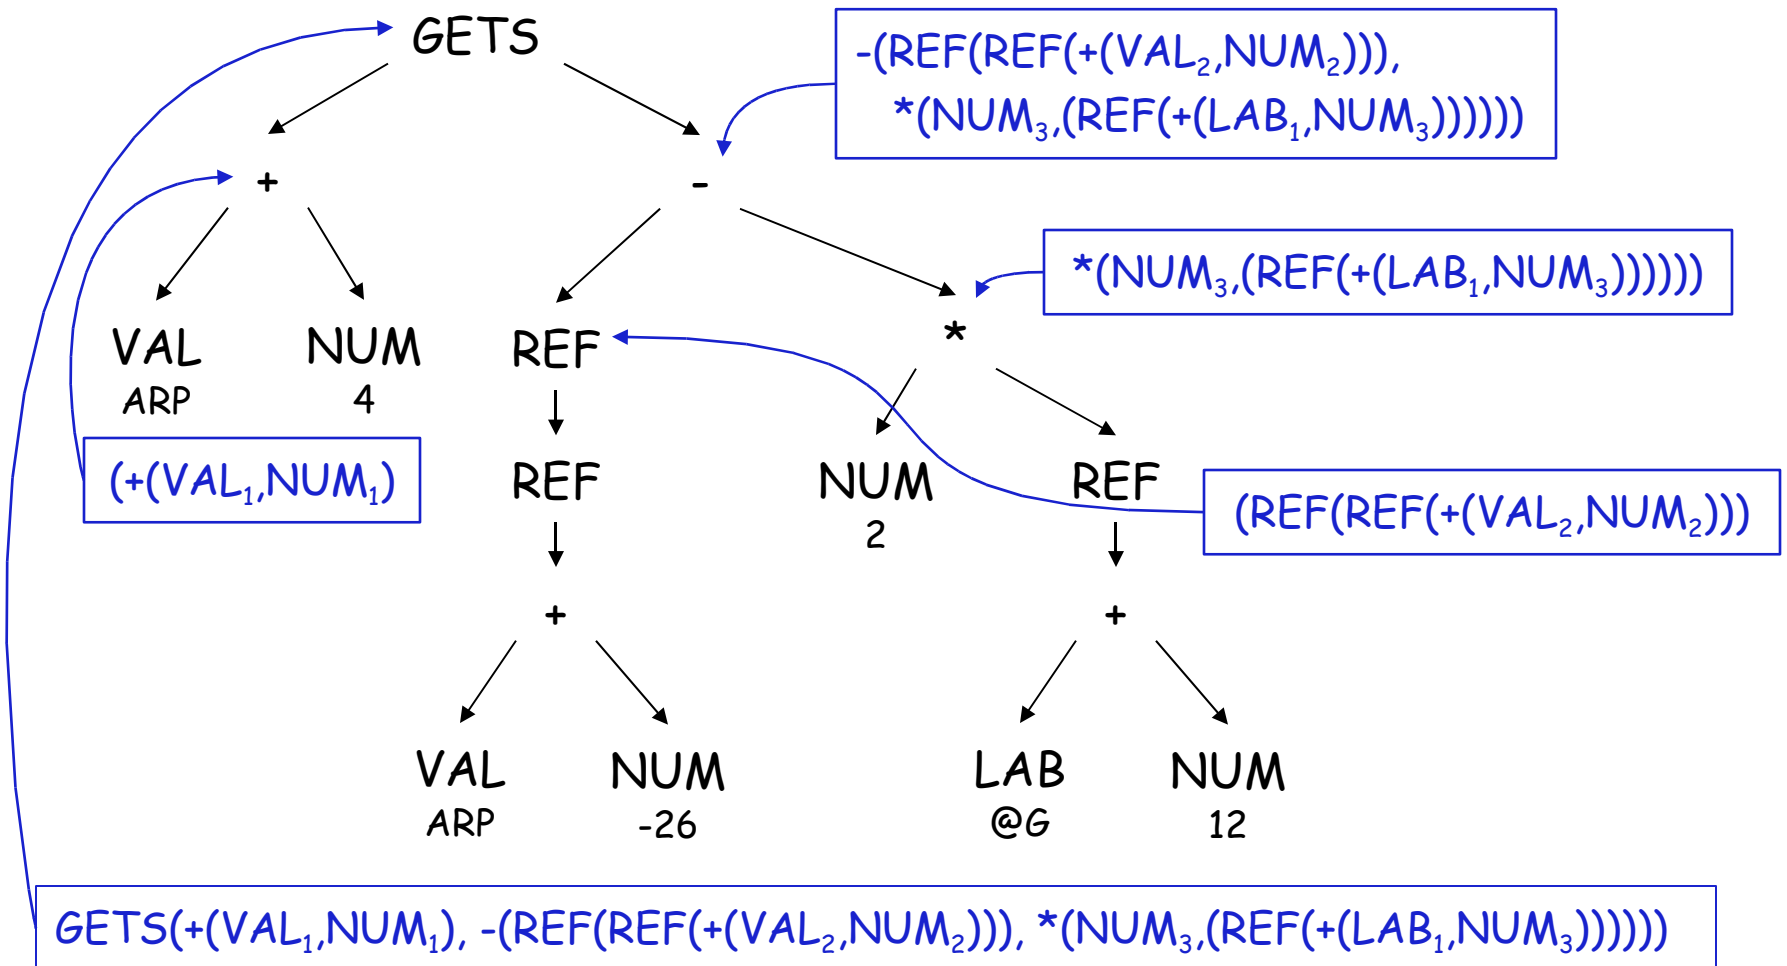 GETS
-(REF(REF(+(VAL₂,NUM₂))),
*(NUM₃,(REF(+(LAB₁,NUM₃))))))
+
-
*(NUM₃,(REF(+(LAB₁,NUM₃))))))
VAL
ARP
NUM
4
REF
*
(+(VAL₁,NUM₁)
REF
NUM
2
REF
(REF(REF(+(VAL₂,NUM₂)))
+
+
VAL
ARP
NUM
-26
LAB
@G
NUM
12
GETS(+(VAL₁,NUM₁), -(REF(REF(+(VAL₂,NUM₂))), *(NUM₃,(REF(+(LAB₁,NUM₃))))))